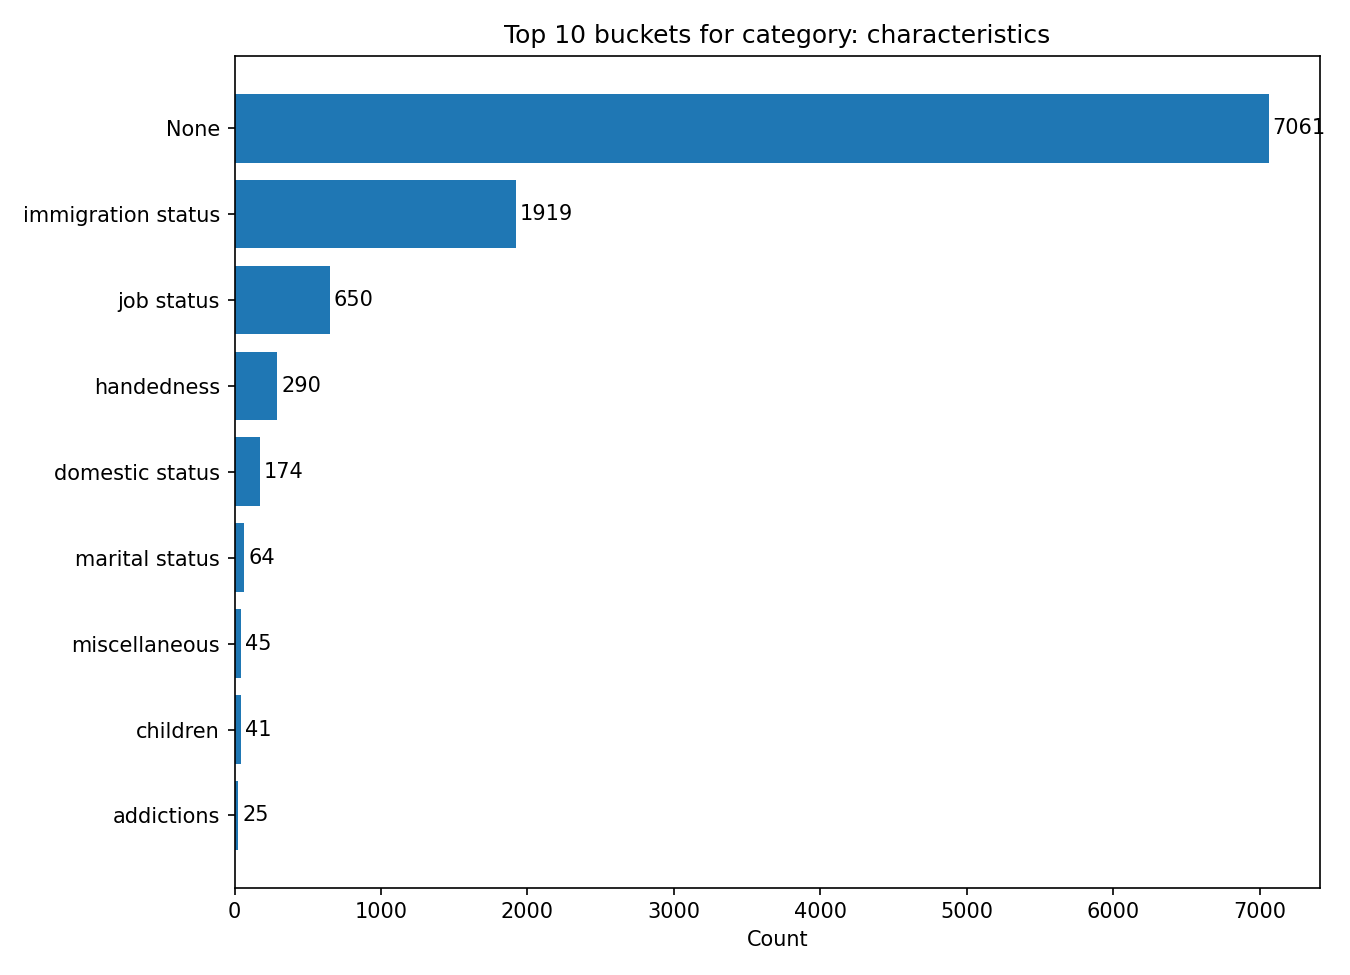 Top 10 buckets for category: characteristics
None 7061
immigration status 1919
job status 650
handedness 290
domestic status 174
marital status 64
miscellaneous 45
children 41
addictions 25
0 1000 2000 3000 4000 5000 6000 7000
Count